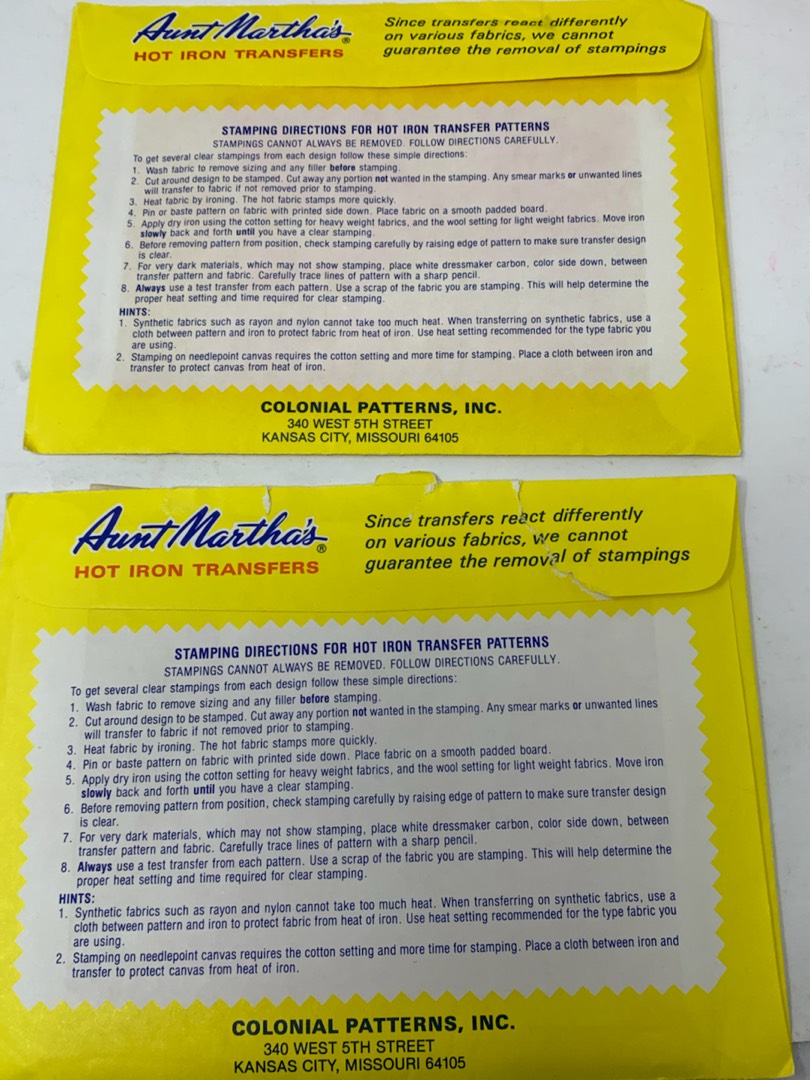 Aunt Martha's®
HOT IRON TRANSFERS
Since transfers react differently
on various fabrics, we cannot
guarantee the removal of stampings
STAMPING DIRECTIONS FOR HOT IRON TRANSFER PATTERNS
STAMPINGS CANNOT ALWAYS BE REMOVED. FOLLOW DIRECTIONS CAREFULLY.
To get several clear stampings from each design follow these simple directions:
1. Wash fabric to remove sizing and any filler before stamping.
2. Cut around design to be stamped. Cut away any portion not wanted in the stamping. Any smear marks or unwanted lines
will transfer to fabric if not removed prior to stamping.
3. Heat fabric by ironing. The hot fabric stamps more quickly.
4. Pin or baste pattern on fabric with printed side down. Place fabric on a smooth padded board.
5. Apply dry iron using the cotton setting for heavy weight fabrics, and the wool setting for light weight fabrics. Move iron
slowly back and forth until you have a clear stamping.
6. Before removing pattern from position, check stamping carefully by raising edge of pattern to make sure transfer design
is clear.
7. For very dark materials, which may not show stamping, place white dressmaker carbon, color side down, between
transfer pattern and fabric. Carefully trace lines of pattern with a sharp pencil.
8. Always use a test transfer from each pattern. Use a scrap of the fabric you are stamping. This will help determine the
proper heat setting and time required for clear stamping.
HINTS:
1. Synthetic fabrics such as rayon and nylon cannot take too much heat. When transferring on synthetic fabrics, use a
cloth between pattern and iron to protect fabric from heat of iron. Use heat setting recommended for the type fabric you
are using.
2. Stamping on needlepoint canvas requires the cotton setting and more time for stamping. Place a cloth between iron and
transfer to protect canvas from heat of iron.
COLONIAL PATTERNS, INC.
340 WEST 5TH STREET
KANSAS CITY, MISSOURI 64105
Aunt Martha's®
HOT IRON TRANSFERS
Since transfers react differently
on various fabrics, we cannot
guarantee the removal of stampings
STAMPING DIRECTIONS FOR HOT IRON TRANSFER PATTERNS
STAMPINGS CANNOT ALWAYS BE REMOVED. FOLLOW DIRECTIONS CAREFULLY.
To get several clear stampings from each design follow these simple directions:
1. Wash fabric to remove sizing and any filler before stamping.
2. Cut around design to be stamped. Cut away any portion not wanted in the stamping. Any smear marks or unwanted lines
will transfer to fabric if not removed prior to stamping.
3. Heat fabric by ironing. The hot fabric stamps more quickly.
4. Pin or baste pattern on fabric with printed side down. Place fabric on a smooth padded board.
5. Apply dry iron using the cotton setting for heavy weight fabrics, and the wool setting for light weight fabrics. Move iron
slowly back and forth until you have a clear stamping.
6. Before removing pattern from position, check stamping carefully by raising edge of pattern to make sure transfer design
is clear.
7. For very dark materials, which may not show stamping, place white dressmaker carbon, color side down, between
transfer pattern and fabric. Carefully trace lines of pattern with a sharp pencil.
8. Always use a test transfer from each pattern. Use a scrap of the fabric you are stamping. This will help determine the
proper heat setting and time required for clear stamping.
HINTS:
1. Synthetic fabrics such as rayon and nylon cannot take too much heat. When transferring on synthetic fabrics, use a
cloth between pattern and iron to protect fabric from heat of iron. Use heat setting recommended for the type fabric you
are using.
2. Stamping on needlepoint canvas requires the cotton setting and more time for stamping. Place a cloth between iron and
transfer to protect canvas from heat of iron.
COLONIAL PATTERNS, INC.
340 WEST 5TH STREET
KANSAS CITY, MISSOURI 64105